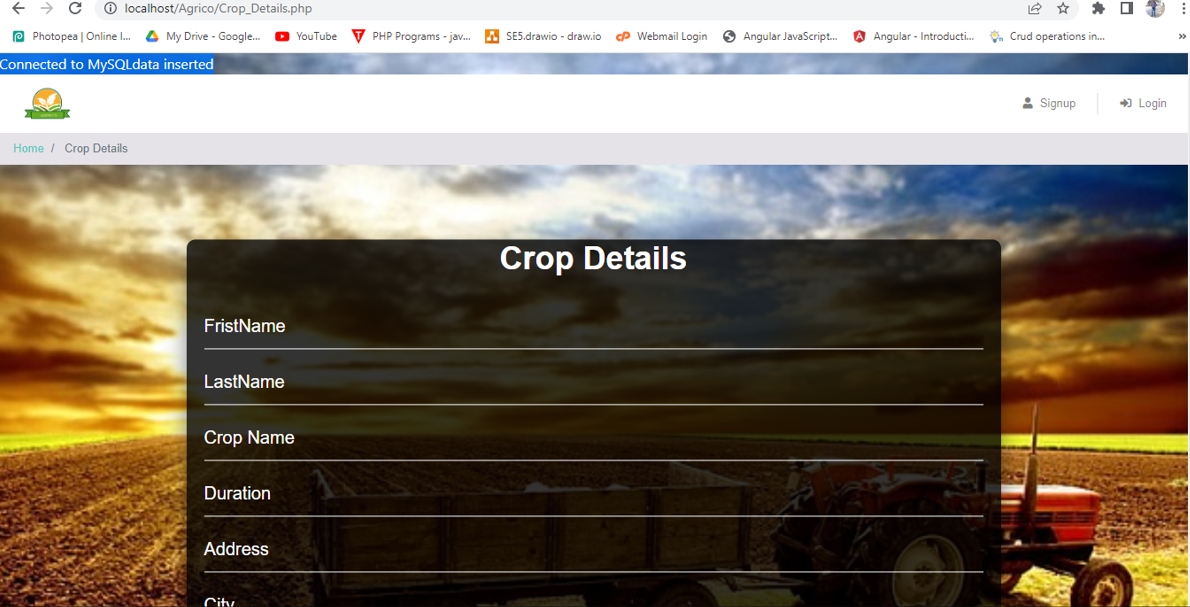 localhost/Agrico/Crop_Details.php
Photopea | Online I... My Drive - Google... YouTube PHP Programs - jav... SE5.drawio - draw.io Webmail Login Angular JavaScript... Angular - Introducti... Crud operations in... »
Connected to MySQLdata inserted
Signup Login
Home / Crop Details
Crop Details
FristName
LastName
Crop Name
Duration
Address
City